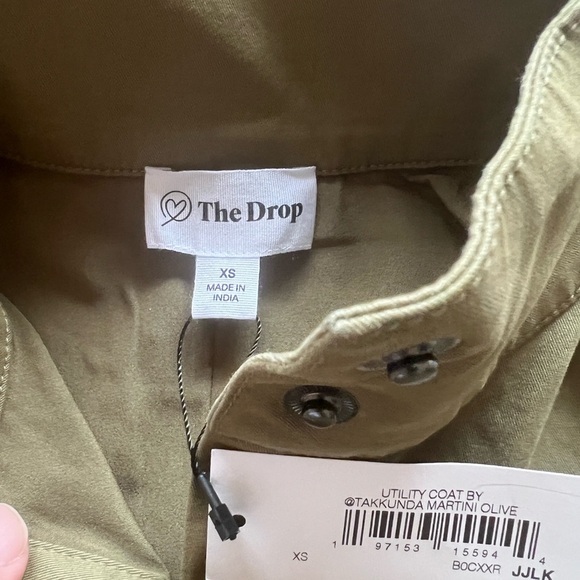 The Drop
XS
MADE IN
INDIA
UTILITY COAT BY
@TAKKUNDA MARTINI OLIVE
1 97153 15594 4
XS B0CXXR JJLK